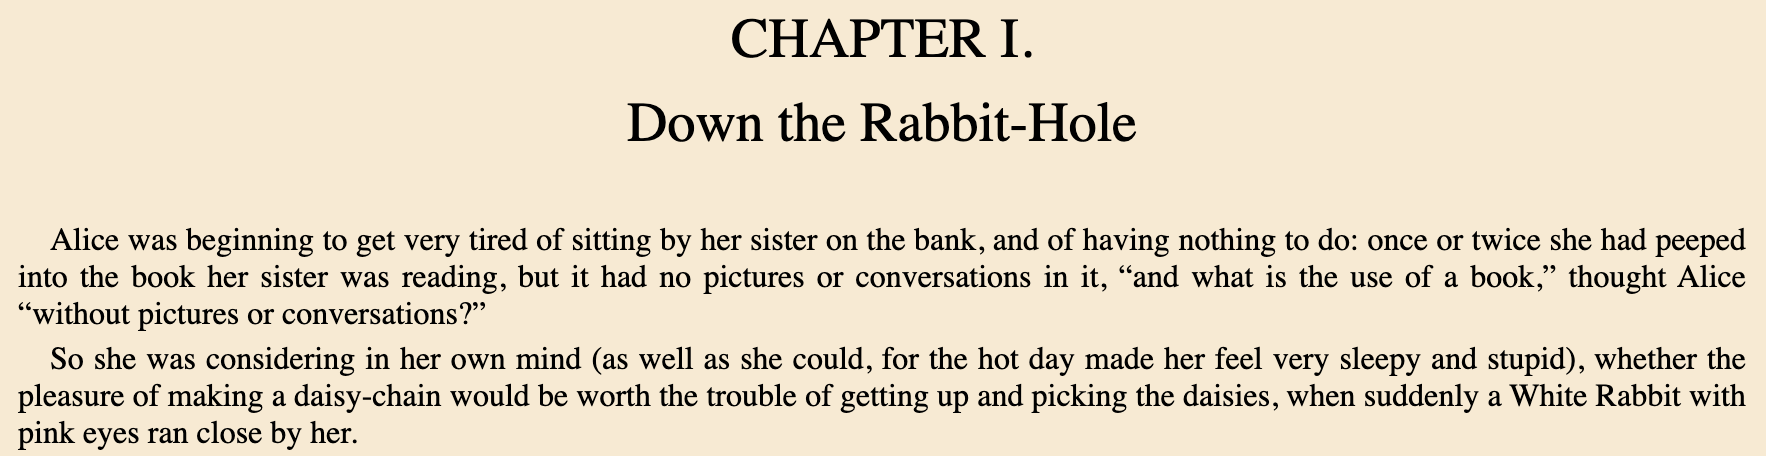 CHAPTER I.
Down the Rabbit-Hole
Alice was beginning to get very tired of sitting by her sister on the bank, and of having nothing to do: once or twice she had peeped
into the book her sister was reading, but it had no pictures or conversations in it, “and what is the use of a book,” thought Alice
“without pictures or conversations?”
So she was considering in her own mind (as well as she could, for the hot day made her feel very sleepy and stupid), whether the
pleasure of making a daisy-chain would be worth the trouble of getting up and picking the daisies, when suddenly a White Rabbit with
pink eyes ran close by her.